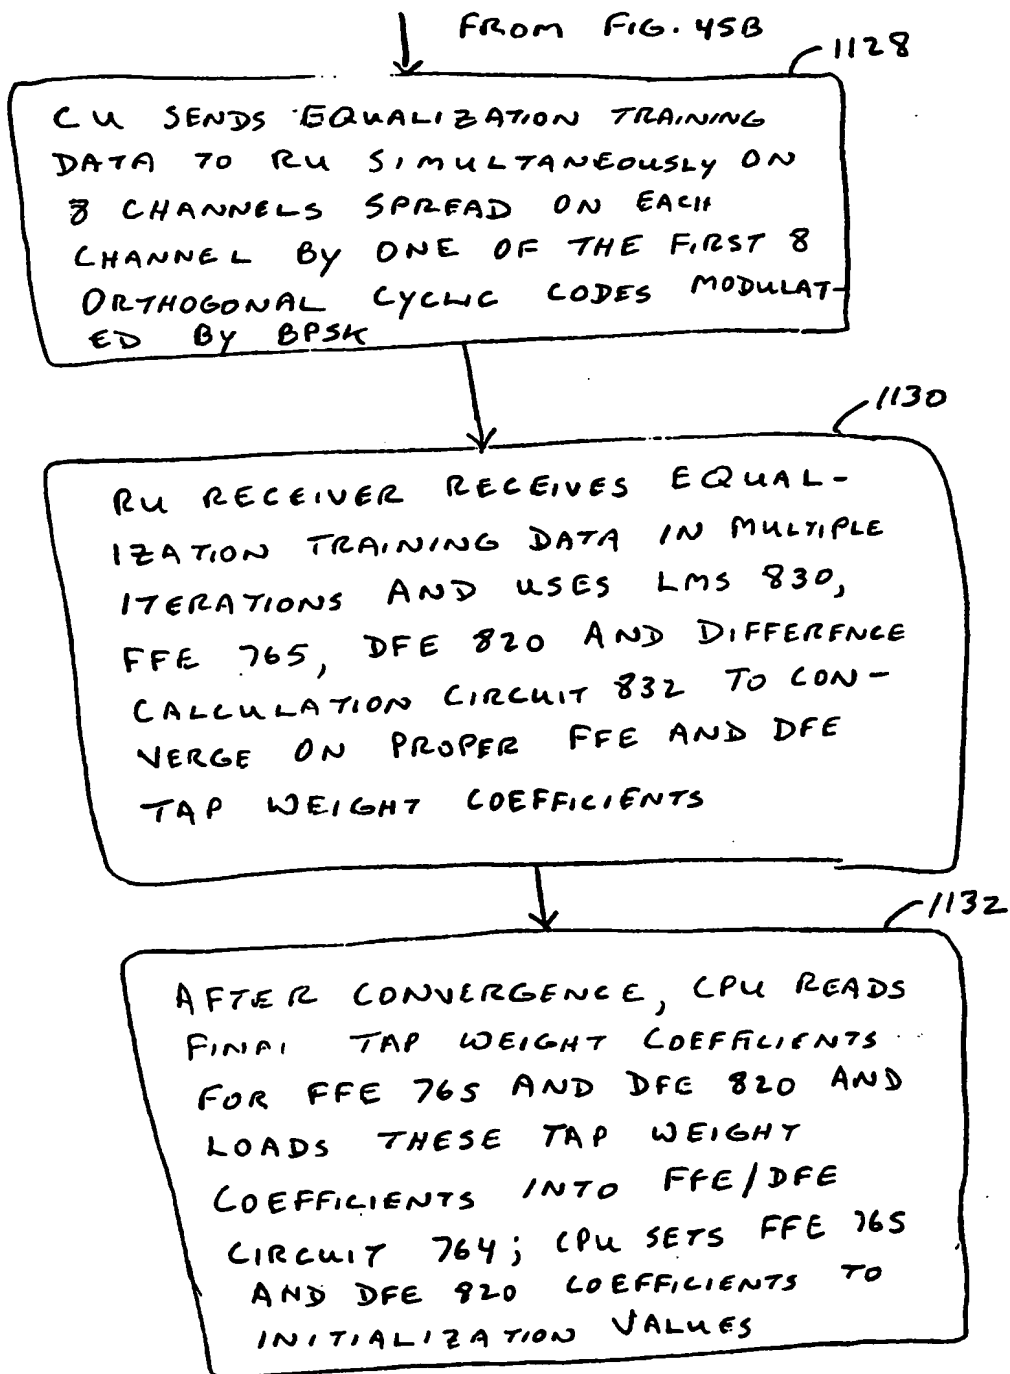 FROM FIG. 45B
1128
CU SENDS EQUALIZATION TRAINING
DATA TO RU SIMULTANEOUSLY ON
8 CHANNELS SPREAD ON EACH
CHANNEL BY ONE OF THE FIRST 8
ORTHOGONAL CYCLIC CODES MODULAT-
ED BY BPSK
1130
RU RECEIVER RECEIVES EQUAL-
IZATION TRAINING DATA IN MULTIPLE
ITERATIONS AND USES LMS 830,
FFE 765, DFE 820 AND DIFFERENCE
CALCULATION CIRCUIT 832 TO CON-
VERGE ON PROPER FFE AND DFE
TAP WEIGHT COEFFICIENTS
1132
AFTER CONVERGENCE, CPU READS
FINAL TAP WEIGHT COEFFICIENTS
FOR FFE 765 AND DFE 820 AND
LOADS THESE TAP WEIGHT
COEFFICIENTS INTO FFE/DFE
CIRCUIT 764; CPU SETS FFE 765
AND DFE 820 COEFFICIENTS TO
INITIALIZATION VALUES